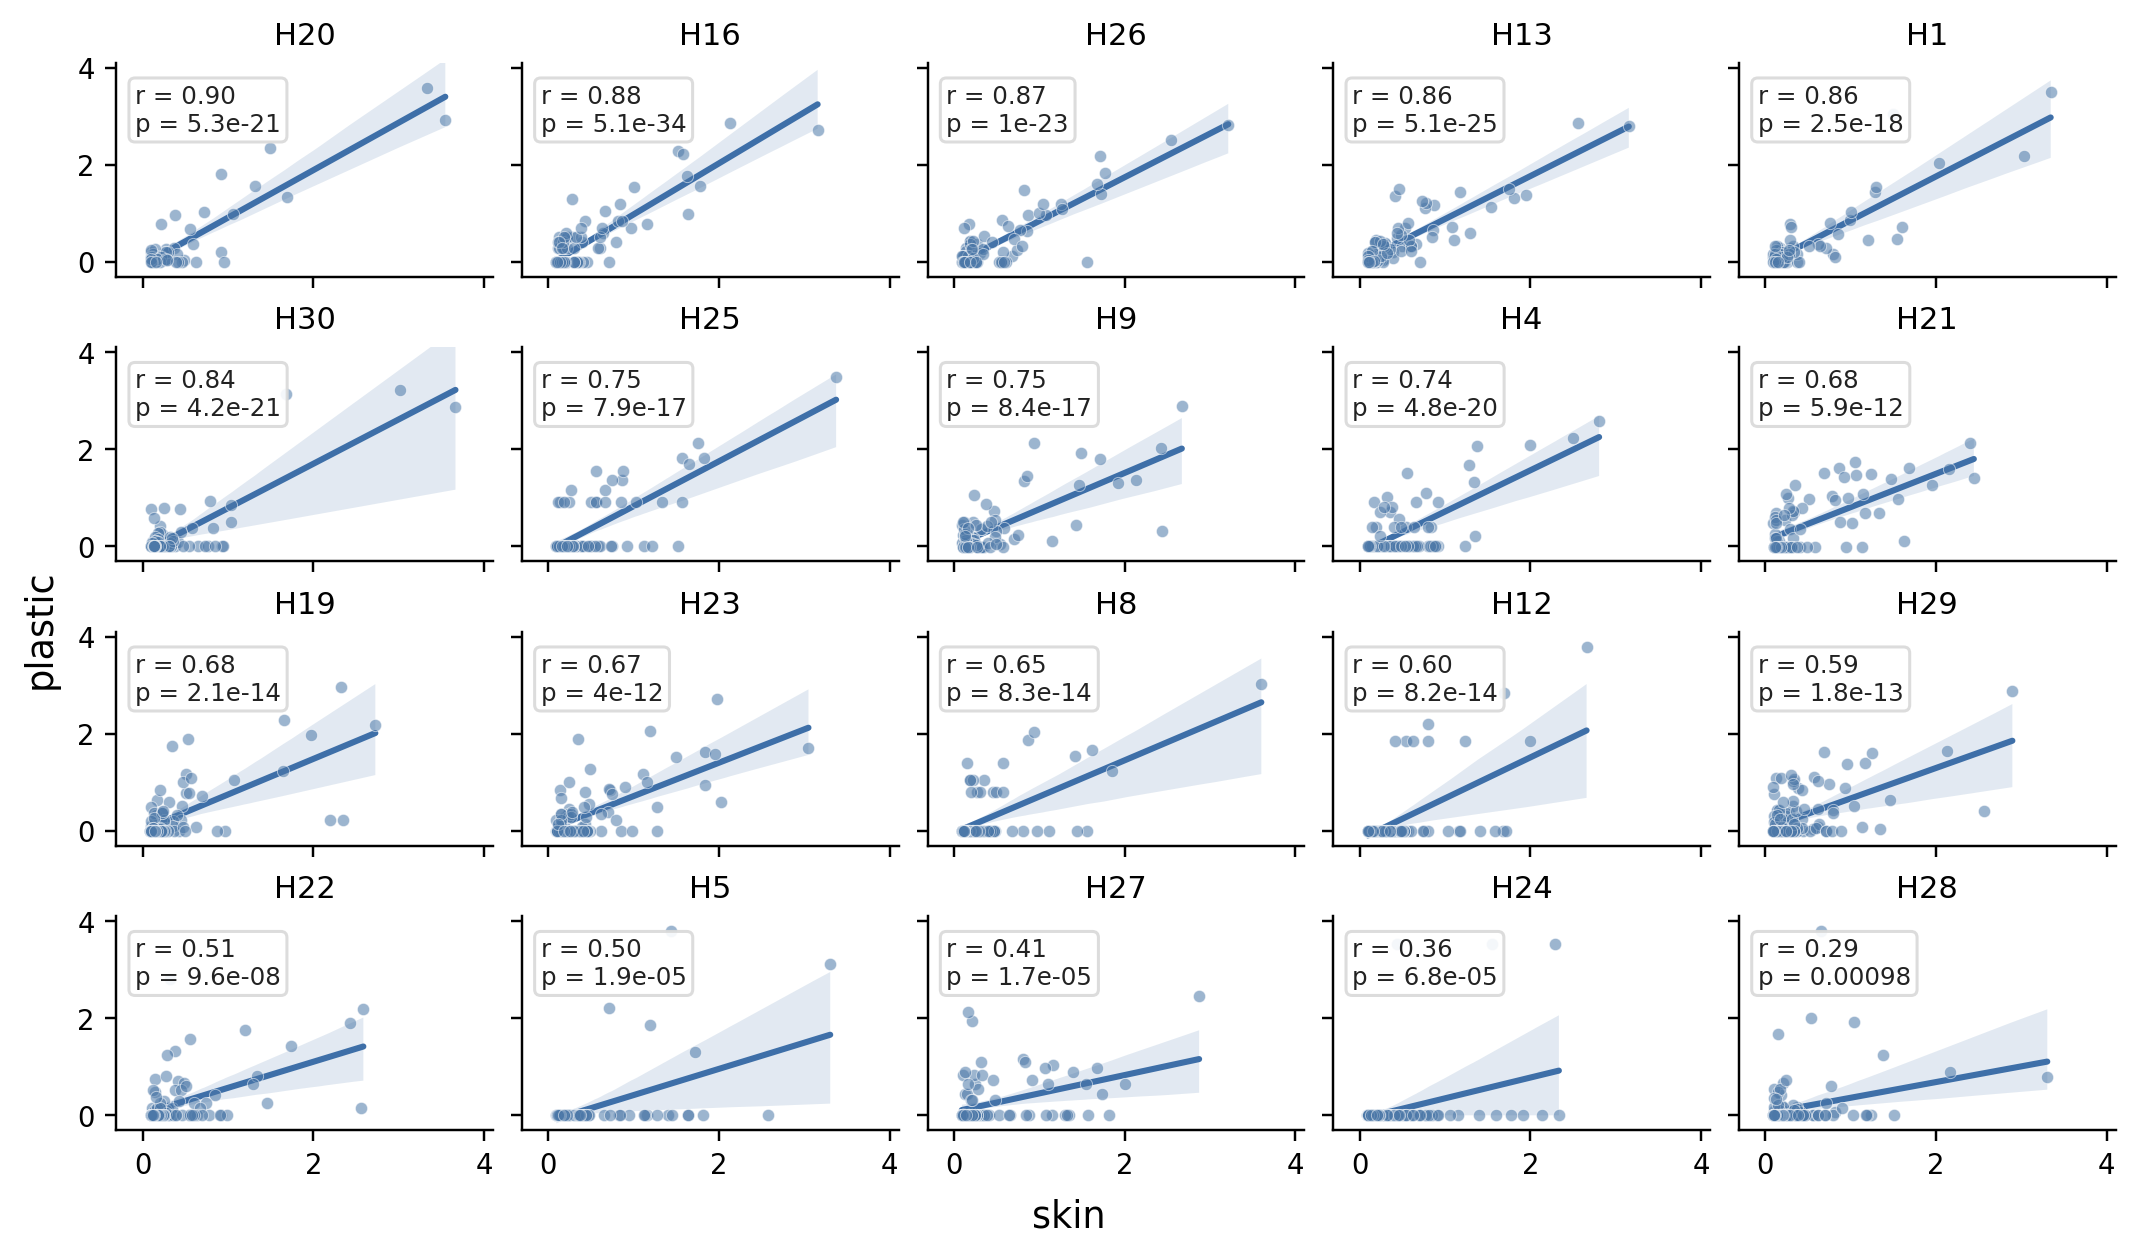 H20
H16
H26
H13
H1
4
2
0
r = 0.90
p = 5.3e-21
r = 0.88
p = 5.1e-34
r = 0.87
p = 1e-23
r = 0.86
p = 5.1e-25
r = 0.86
p = 2.5e-18
H30
H25
H9
H4
H21
4
2
0
r = 0.84
p = 4.2e-21
r = 0.75
p = 7.9e-17
r = 0.75
p = 8.4e-17
r = 0.74
p = 4.8e-20
r = 0.68
p = 5.9e-12
plastic
H19
H23
H8
H12
H29
4
2
0
r = 0.68
p = 2.1e-14
r = 0.67
p = 4e-12
r = 0.65
p = 8.3e-14
r = 0.60
p = 8.2e-14
r = 0.59
p = 1.8e-13
H22
H5
H27
H24
H28
4
2
0
r = 0.51
p = 9.6e-08
r = 0.50
p = 1.9e-05
r = 0.41
p = 1.7e-05
r = 0.36
p = 6.8e-05
r = 0.29
p = 0.00098
0 2 4
0 2 4
0 2 4
0 2 4
0 2 4
skin